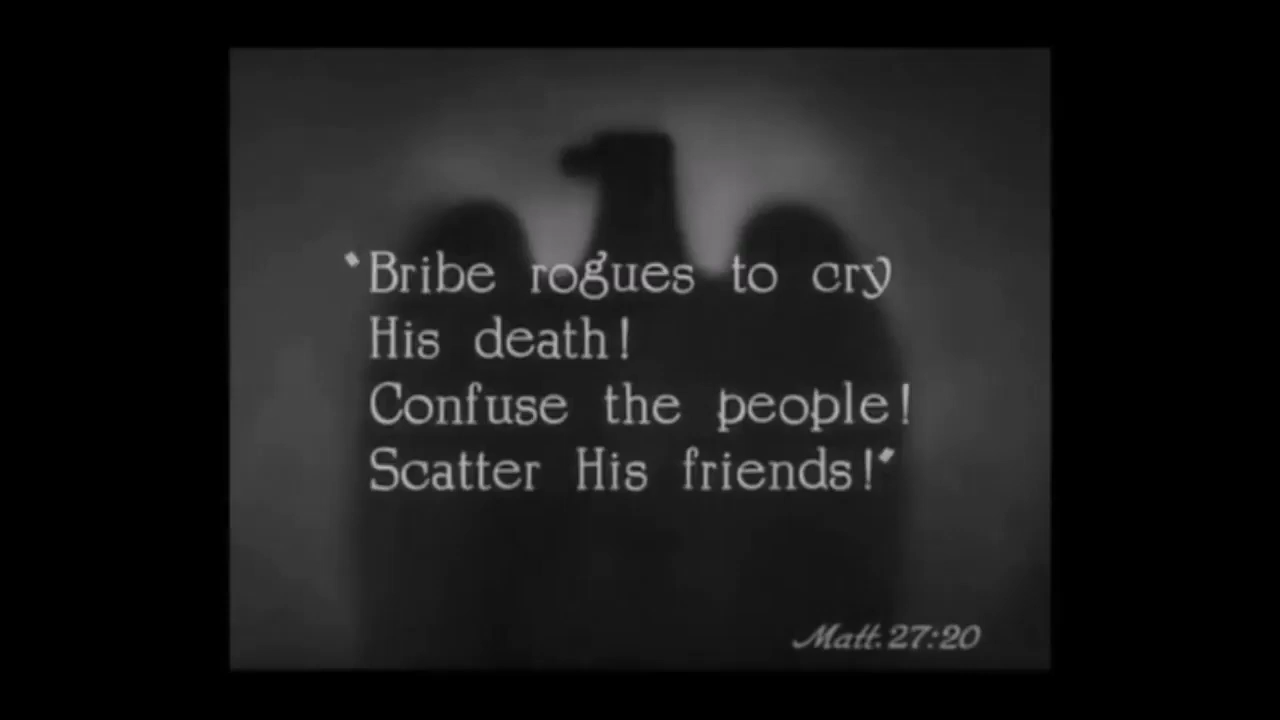 "Bribe rogues to cry
His death!
Confuse the people!
Scatter His friends!"
Matt. 27:20